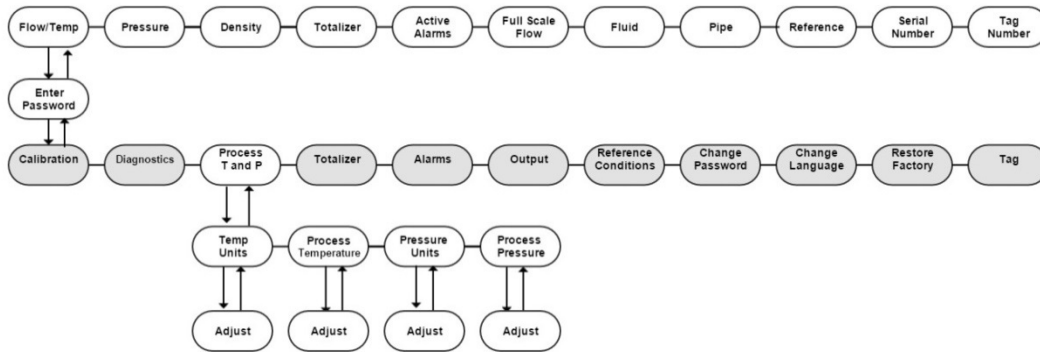 Flow/Temp
Pressure
Density
Totalizer
Active
Alarms
Full Scale
Flow
Fluid
Pipe
Reference
Serial
Number
Tag
Number
Enter
Password
Calibration
Diagnostics
Process
T and P
Totalizer
Alarms
Output
Reference
Conditions
Change
Password
Change
Language
Restore
Factory
Tag
Temp
Units
Process
Temperature
Pressure
Units
Process
Pressure
Adjust
Adjust
Adjust
Adjust